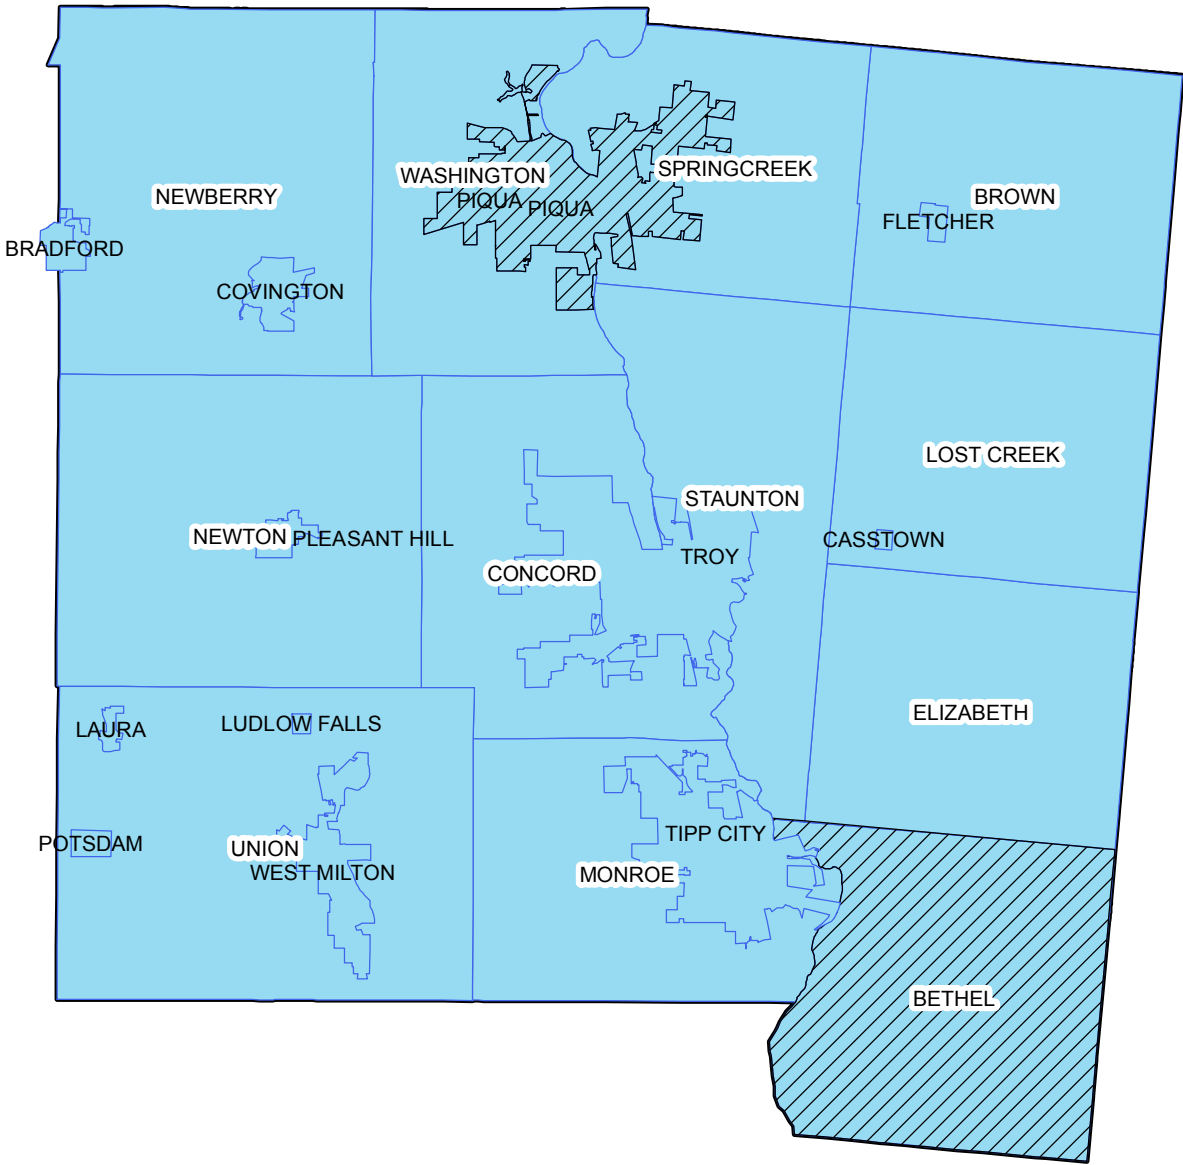 WASHINGTON
SPRINGCREEK
NEWBERRY
BROWN
PIQUA
PIQUA
FLETCHER
BRADFORD
COVINGTON
LOST CREEK
STAUNTON
NEWTON
PLEASANT HILL
CASSTOWN
TROY
CONCORD
ELIZABETH
LAURA
LUDLOW FALLS
TIPP CITY
POTSDAM
UNION
WEST MILTON
MONROE
BETHEL